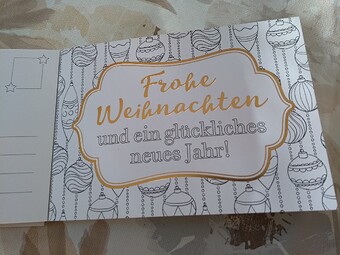 Frohe
Weihnachten
und ein glückliches
neues Jahr!